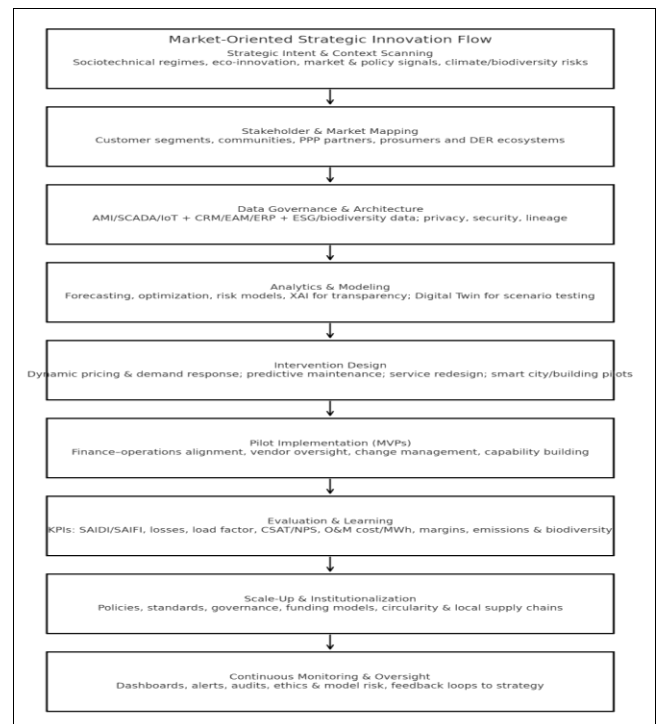 Market-Oriented Strategic Innovation Flow
Strategic Intent & Context Scanning
Sociotechnical regimes, eco-innovation, market & policy signals, climate/biodiversity risks
Stakeholder & Market Mapping
Customer segments, communities, PPP partners, prosumers and DER ecosystems
Data Governance & Architecture
AMI/SCADA/IoT + CRM/EAM/ERP + ESG/biodiversity data; privacy, security, lineage
Analytics & Modeling
Forecasting, optimization, risk models, XAI for transparency; Digital Twin for scenario testing
Intervention Design
Dynamic pricing & demand response; predictive maintenance; service redesign; smart city/building pilots
Pilot Implementation (MVPs)
Finance–operations alignment, vendor oversight, change management, capability building
Evaluation & Learning
KPIs: SAIDI/SAIFI, losses, load factor, CSAT/NPS, O&M cost/MWh, margins, emissions & biodiversity
Scale-Up & Institutionalization
Policies, standards, governance, funding models, circularity & local supply chains
Continuous Monitoring & Oversight
Dashboards, alerts, audits, ethics & model risk, feedback loops to strategy